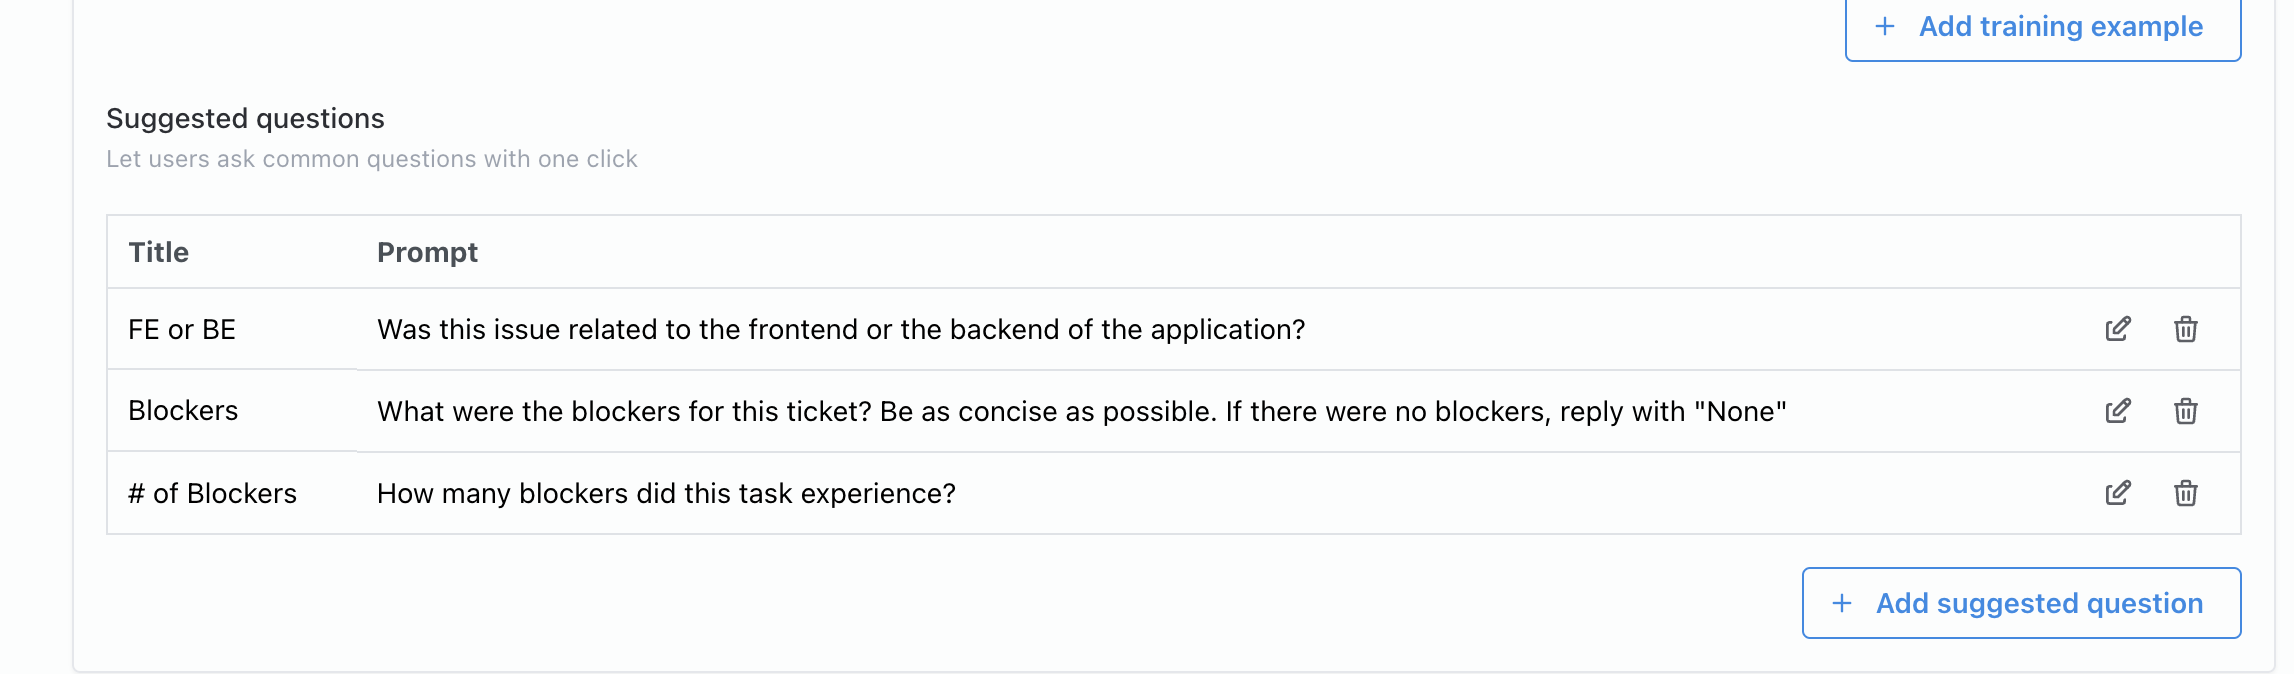 + Add training example
Suggested questions
Let users ask common questions with one click
Title Prompt
FE or BE Was this issue related to the frontend or the backend of the application?
Blockers What were the blockers for this ticket? Be as concise as possible. If there were no blockers, reply with "None"
# of Blockers How many blockers did this task experience?
+ Add suggested question